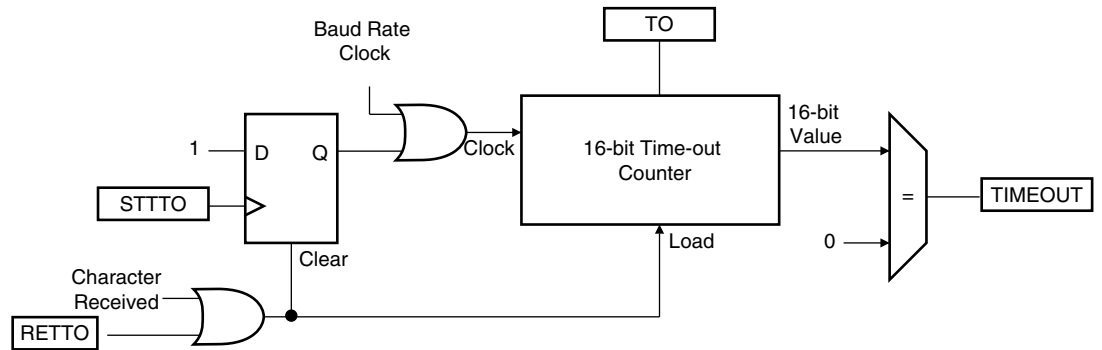 TO
Baud Rate
Clock
16-bit
Value
1
D
Q
Clock
16-bit Time-out
Counter
STTTO
=
TIMEOUT
Clear
Load
0
Character
Received
RETTO